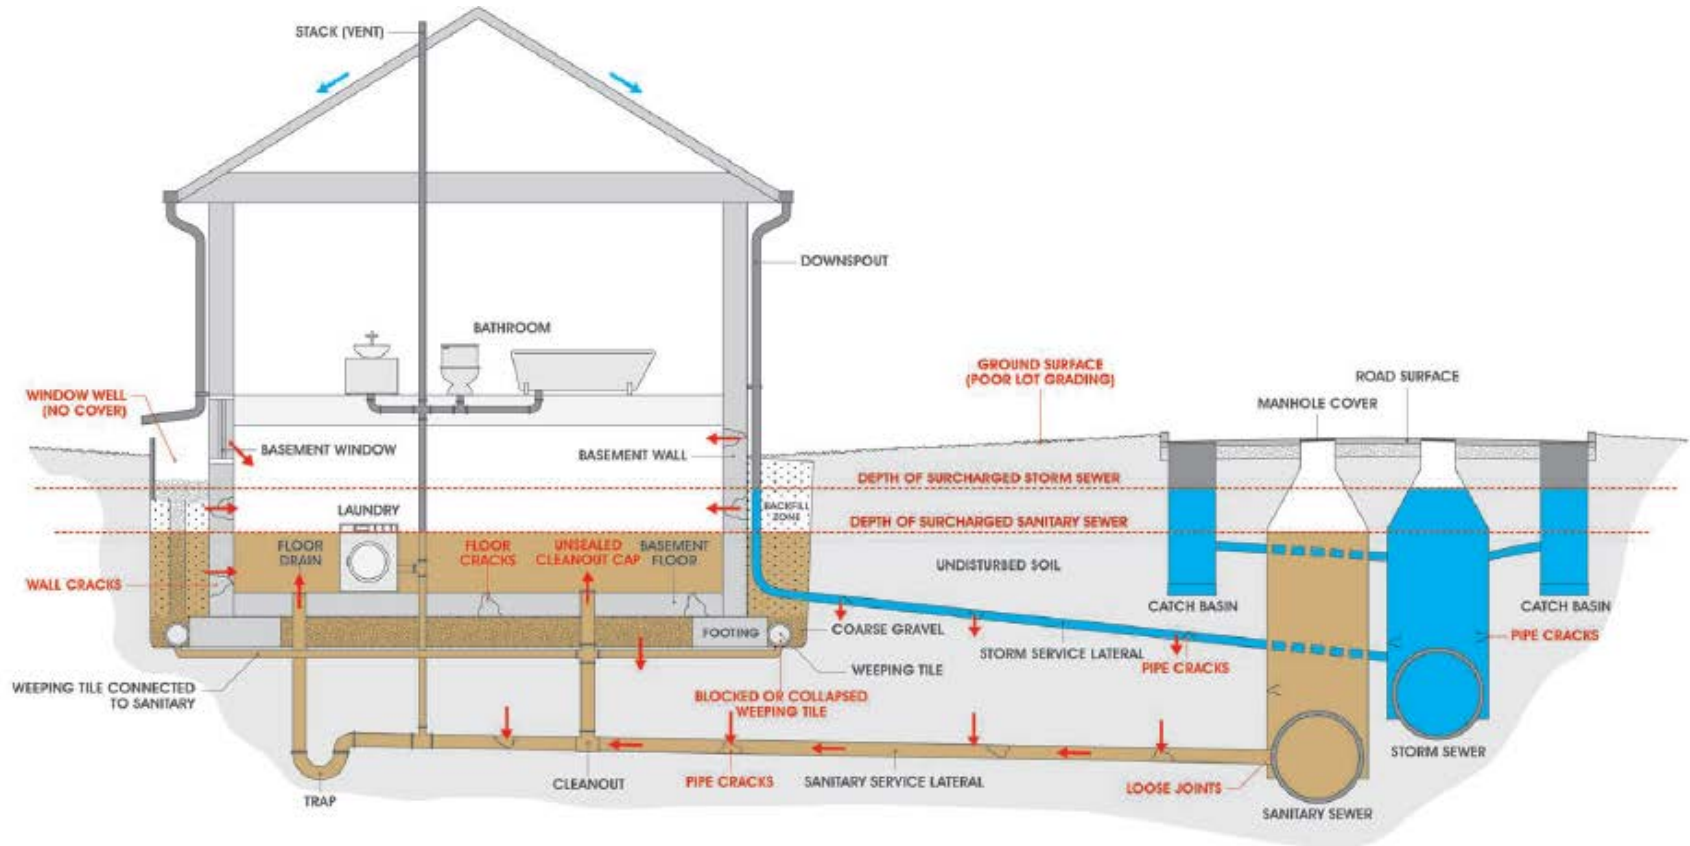 STACK (VENT)
DOWNSPOUT
BATHROOM
WINDOW WELL
(NO COVER)
GROUND SURFACE
(POOR LOT GRADING)
ROAD SURFACE
MANHOLE COVER
BASEMENT WINDOW
BASEMENT WALL
DEPTH OF SURCHARGED STORM SEWER
LAUNDRY
BACKFILL
ZONE
DEPTH OF SURCHARGED SANITARY SEWER
FLOOR
DRAIN
FLOOR
CRACKS
UNSEALED
CLEANOUT CAP
BASEMENT
FLOOR
UNDISTURBED SOIL
WALL CRACKS
CATCH BASIN
CATCH BASIN
FOOTING
COARSE GRAVEL
PIPE CRACKS
STORM SERVICE LATERAL
PIPE CRACKS
WEEPING TILE
WEEPING TILE CONNECTED
TO SANITARY
BLOCKED OR COLLAPSED
WEEPING TILE
STORM SEWER
TRAP
CLEANOUT
PIPE CRACKS
SANITARY SERVICE LATERAL
LOOSE JOINTS
SANITARY SEWER